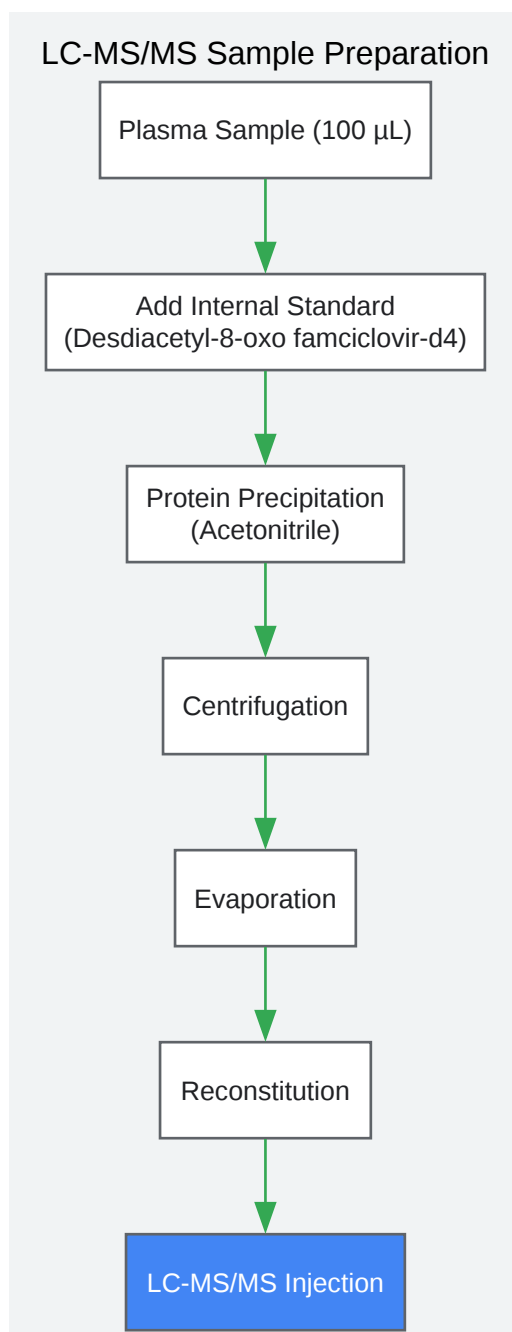 LC-MS/MS Sample Preparation
Plasma Sample (100 µL)
Add Internal Standard
(Desdiacetyl-8-oxo famciclovir-d4)
Protein Precipitation
(Acetonitrile)
Centrifugation
Evaporation
Reconstitution
LC-MS/MS Injection